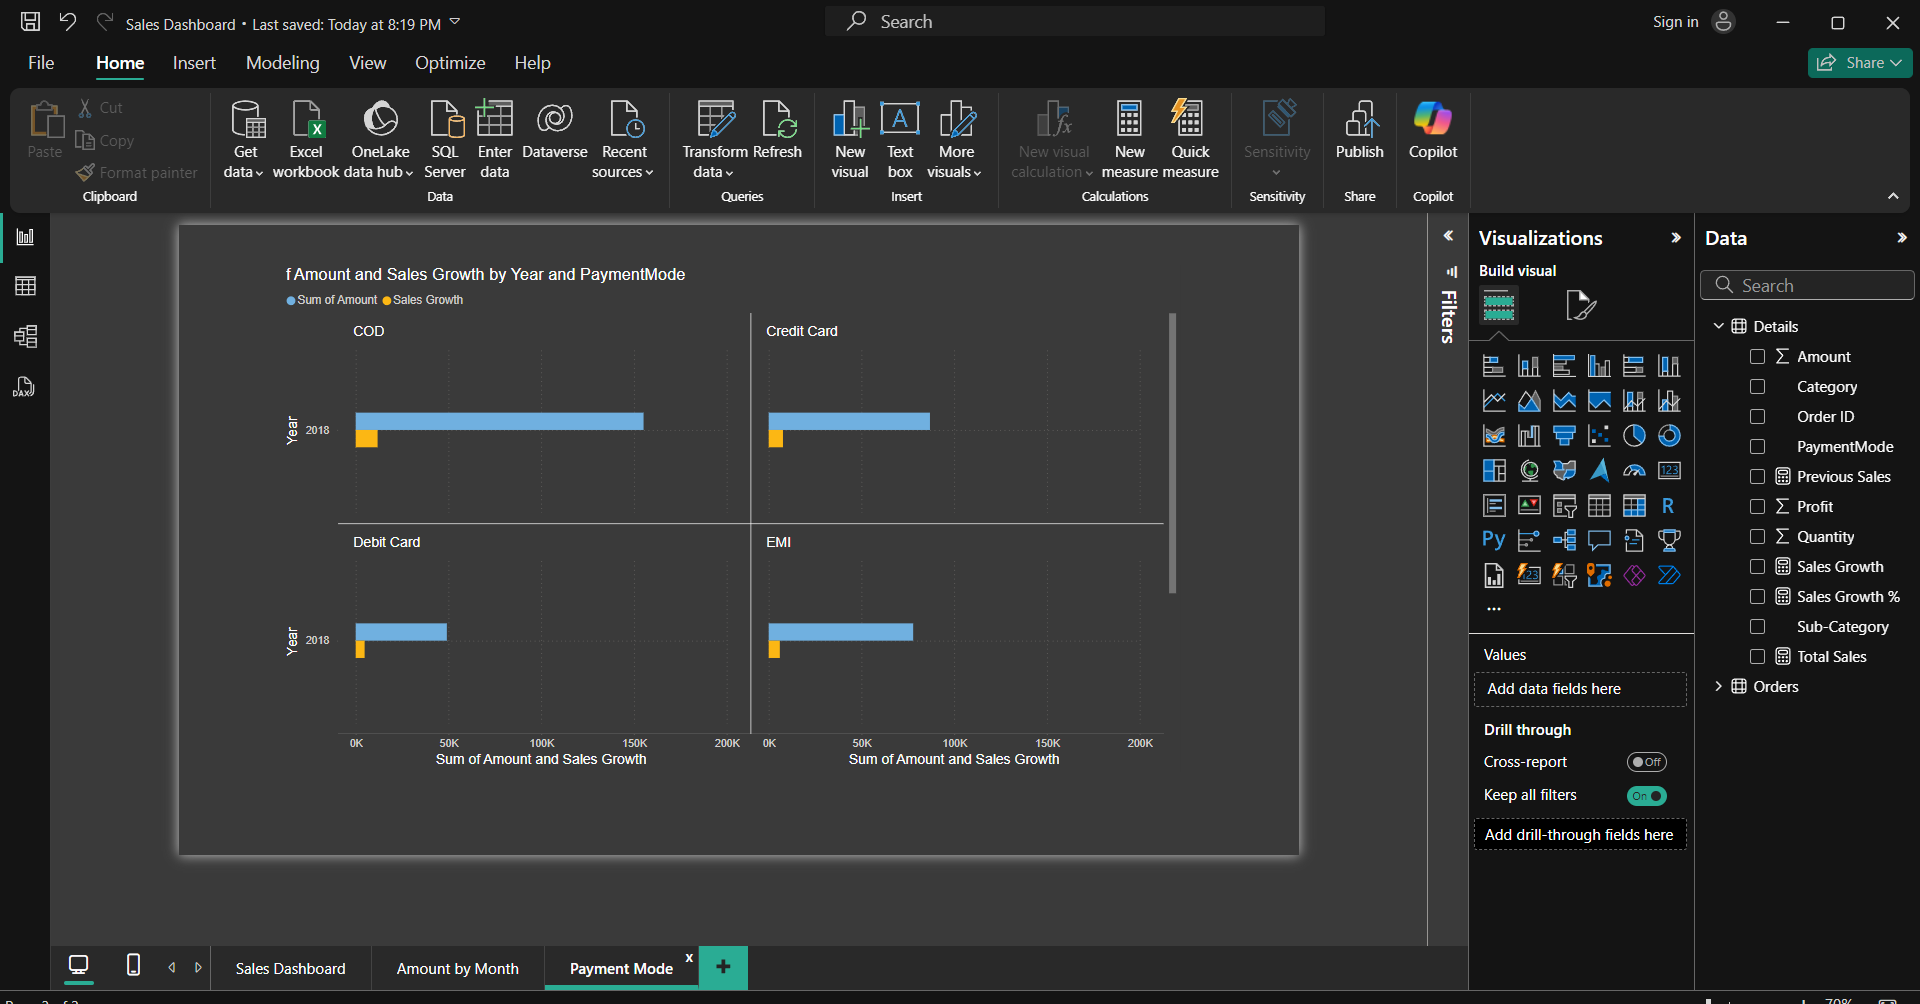 Sales Dashboard • Last saved: Today at 8:19 PM
Search
Sign in
File Home Insert Modeling View Optimize Help
Share
Paste
Cut
Copy
Format painter
Clipboard
Get data
Excel workbook
OneLake data hub
SQL Server
Enter data
Dataverse
Recent sources
Data
Transform data
Refresh
Queries
New visual
Text box
More visuals
Insert
New visual calculation
New measure
Quick measure
Calculations
Sensitivity
Sensitivity
Publish
Share
Copilot
Copilot
f Amount and Sales Growth by Year and PaymentMode
Sum of Amount Sales Growth
COD
Credit Card
Year
2018
Debit Card
EMI
Year
2018
0K 50K 100K 150K 200K 0K 50K 100K 150K 200K
Sum of Amount and Sales Growth
Sum of Amount and Sales Growth
Filters
Visualizations
Build visual
123
R
Py
123
...
Values
Add data fields here
Drill through
Cross-report
Off
Keep all filters
On
Add drill-through fields here
Data
Search
Details
Amount
Category
Order ID
PaymentMode
Previous Sales
Profit
Quantity
Sales Growth
Sales Growth %
Sub-Category
Total Sales
Orders
DAX
Sales Dashboard
Amount by Month
Payment Mode
x
+